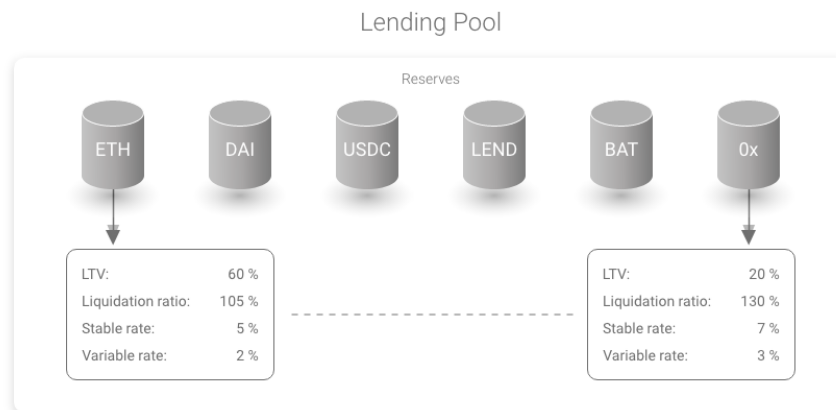 Lending Pool
Reserves
ETH DAI USDC LEND BAT 0x
LTV: 60 %
Liquidation ratio: 105 %
Stable rate: 5 %
Variable rate: 2 %
LTV: 20 %
Liquidation ratio: 130 %
Stable rate: 7 %
Variable rate: 3 %